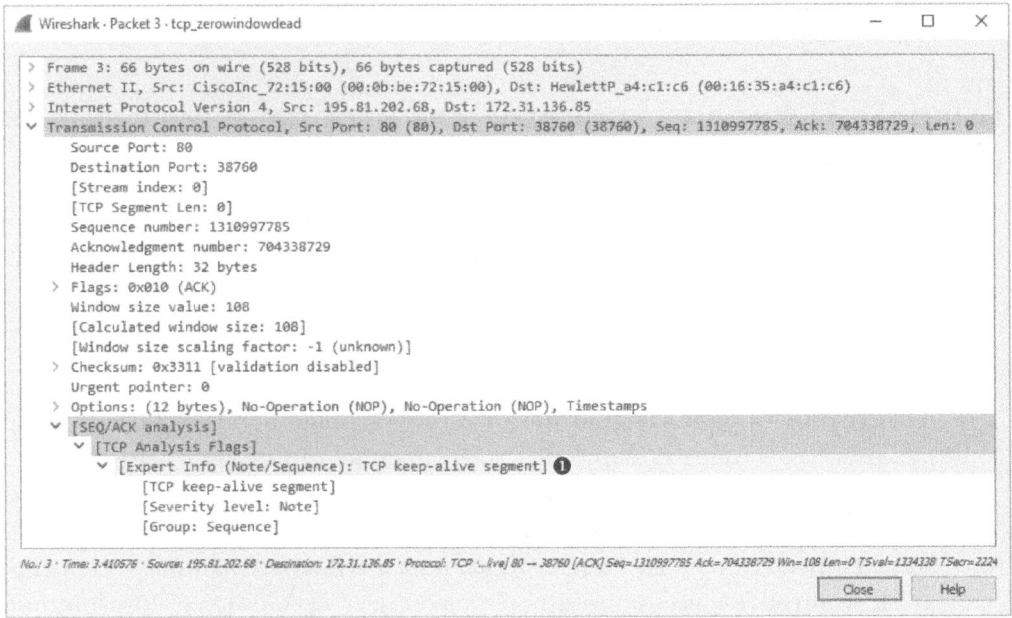 Wireshark · Packet 3 · tcp_zerowindowdead
> Frame 3: 66 bytes on wire (528 bits), 66 bytes captured (528 bits)
> Ethernet II, Src: CiscoInc_72:15:00 (00:0b:be:72:15:00), Dst: HewlettP_a4:c1:c6 (00:16:35:a4:c1:c6)
> Internet Protocol Version 4, Src: 195.81.202.68, Dst: 172.31.136.85
Transmission Control Protocol, Src Port: 80 (80), Dst Port: 38760 (38760), Seq: 1310997785, Ack: 704338729, Len: 0
Source Port: 80
Destination Port: 38760
[Stream index: 0]
[TCP Segment Len: 0]
Sequence number: 1310997785
Acknowledgment number: 704338729
Header Length: 32 bytes
> Flags: 0x010 (ACK)
Window size value: 108
[Calculated window size: 108]
[Window size scaling factor: -1 (unknown)]
> Checksum: 0x3311 [validation disabled]
Urgent pointer: 0
> Options: (12 bytes), No-Operation (NOP), No-Operation (NOP), Timestamps
[SEQ/ACK analysis]
[TCP Analysis Flags]
[Expert Info (Note/Sequence): TCP keep-alive segment] ❶
[TCP keep-alive segment]
[Severity level: Note]
[Group: Sequence]
No.: 3 · Time: 3.410576 · Source: 195.81.202.68 · Destination: 172.31.136.85 · Protocol: TCP · ...live] 80 → 38760 [ACK] Seq=1310997785 Ack=704338729 Win=108 Len=0 TSval=1334338 TSecr=2224
Close Help